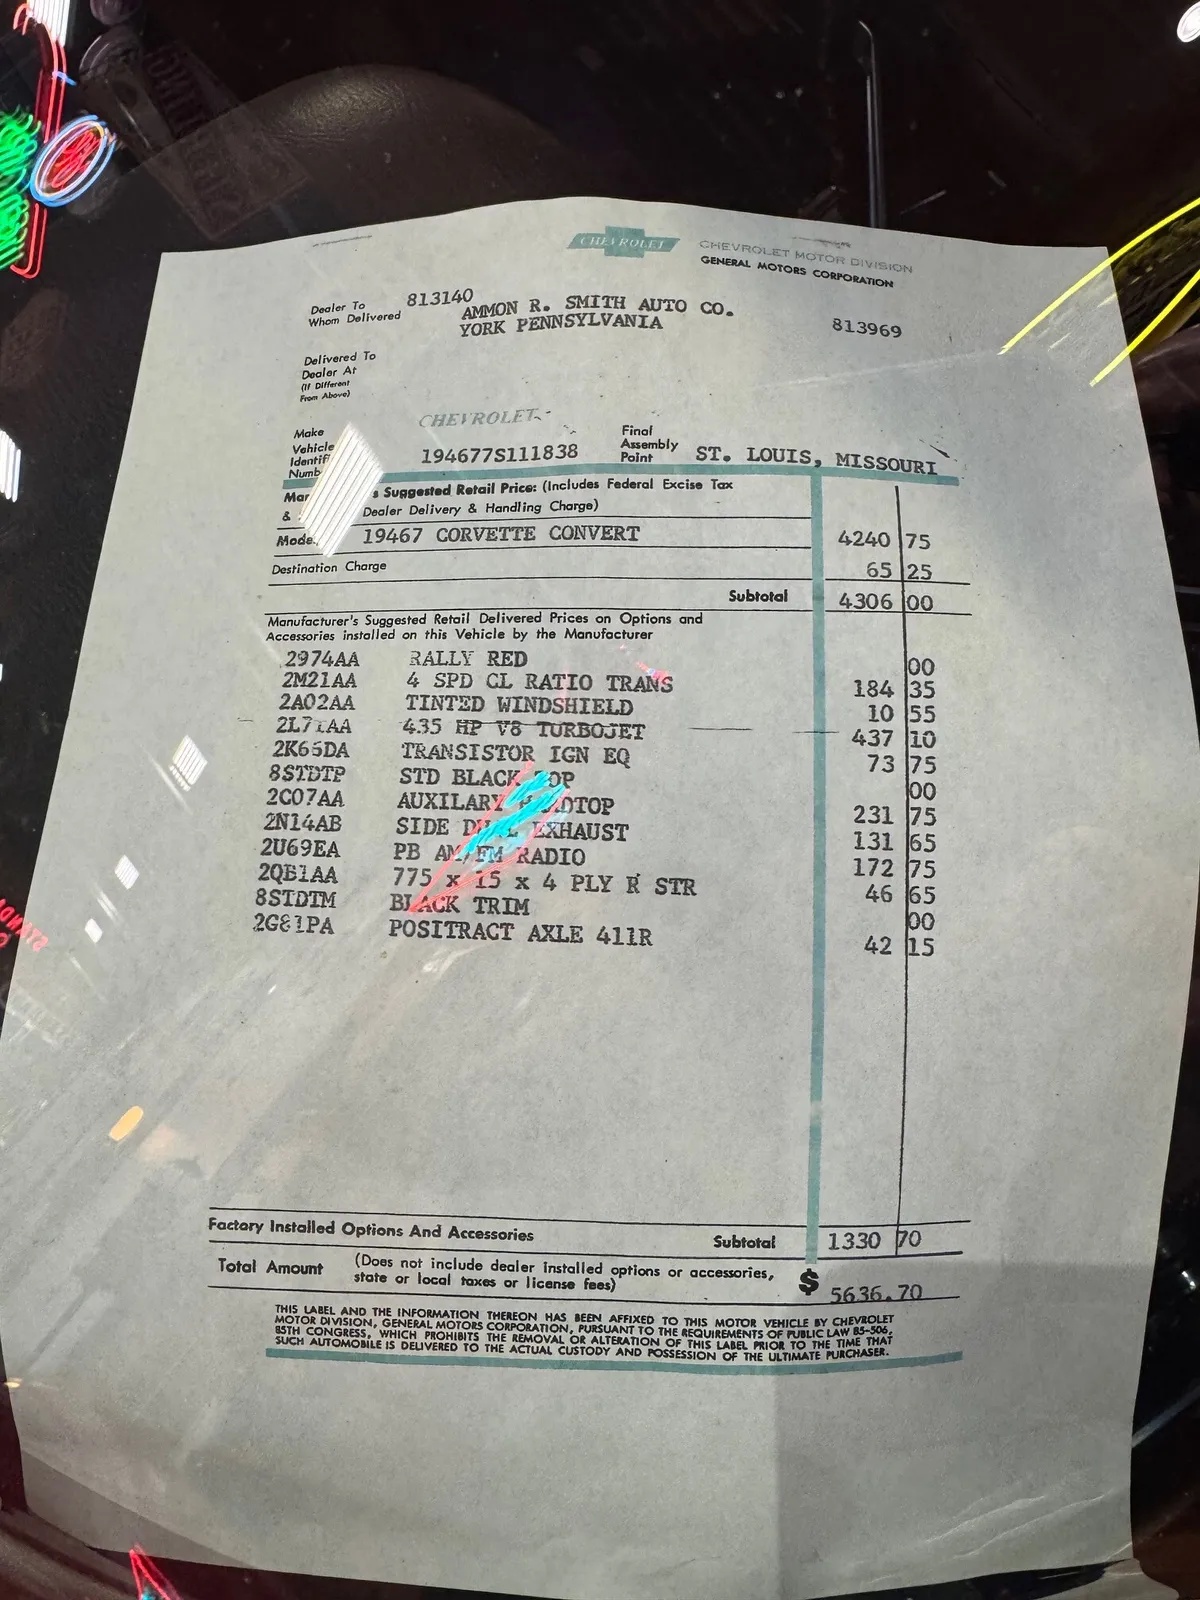 CHEVROLET
CHEVROLET MOTOR DIVISION
GENERAL MOTORS CORPORATION
Dealer To Whom Delivered 813140 AMMON R. SMITH AUTO CO.
YORK PENNSYLVANIA
813969
Delivered To
Dealer At
(If Different
From Above)
Make CHEVROLET
Vehicle 194677S111838
Final
Assembly
Point ST. LOUIS, MISSOURI
Suggested Retail Price: (Includes Federal Excise Tax
& Dealer Delivery & Handling Charge)
19467 CORVETTE CONVERT 4240 75
Destination Charge 65 25
Subtotal 4306 00
Manufacturer's Suggested Retail Delivered Prices on Options and
Accessories installed on this Vehicle by the Manufacturer
2974AA RALLY RED 00
2M21AA 4 SPD CL RATIO TRANS 184 35
2A02AA TINTED WINDSHIELD 10 55
2L71AA 435 HP V8 TURBOJET 437 10
2K66DA TRANSISTOR IGN EQ 73 75
8STDTP STD BLACK TOP 00
2C07AA AUXILARY 231 75
2N14AB SIDE DUAL EXHAUST 131 65
2U69EA PB AM/FM RADIO 172 75
2QB1AA 775 x 15 x 4 PLY R STR 46 65
8STDTM BLACK TRIM 00
2G81PA POSITRACT AXLE 411R 42 15
Factory Installed Options And Accessories Subtotal 1330 70
Total Amount (Does not include dealer installed options or accessories,
state or local taxes or license fees) $ 5636.70
THIS LABEL AND THE INFORMATION THEREON HAS BEEN AFFIXED TO THIS MOTOR VEHICLE BY CHEVROLET
MOTOR DIVISION, GENERAL MOTORS CORPORATION, PURSUANT TO THE REQUIREMENTS OF PUBLIC LAW 85-506,
85TH CONGRESS, WHICH PROHIBITS THE REMOVAL OR ALTERATION OF THIS LABEL PRIOR TO THE TIME THAT
SUCH AUTOMOBILE IS DELIVERED TO THE ACTUAL CUSTODY AND POSSESSION OF THE ULTIMATE PURCHASER.